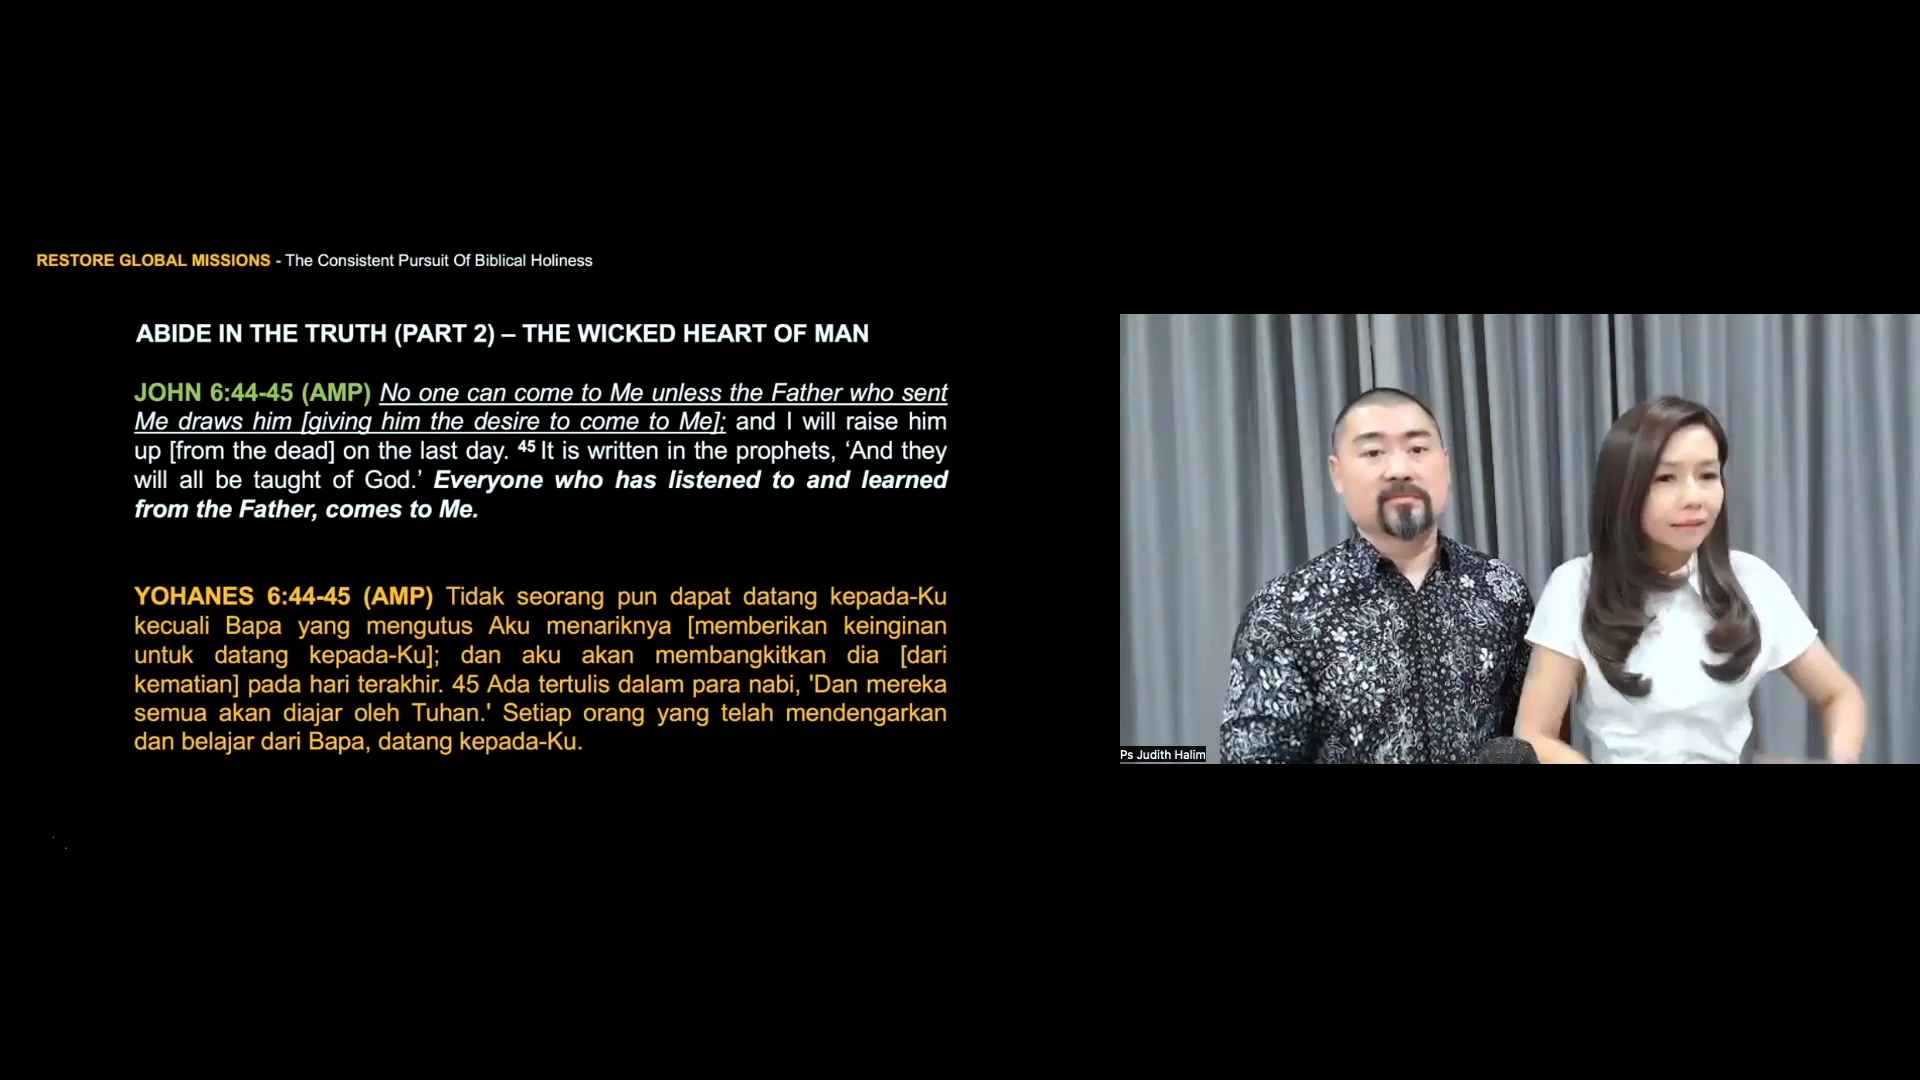 RESTORE GLOBAL MISSIONS - The Consistent Pursuit Of Biblical Holiness
ABIDE IN THE TRUTH (PART 2) – THE WICKED HEART OF MAN
JOHN 6:44-45 (AMP) No one can come to Me unless the Father who sent
Me draws him [giving him the desire to come to Me]; and I will raise him
up [from the dead] on the last day. 45 It is written in the prophets, ‘And they
will all be taught of God.’ Everyone who has listened to and learned
from the Father, comes to Me.
YOHANES 6:44-45 (AMP) Tidak seorang pun dapat datang kepada-Ku
kecuali Bapa yang mengutus Aku menariknya [memberikan keinginan
untuk datang kepada-Ku]; dan aku akan membangkitkan dia [dari
kematian] pada hari terakhir. 45 Ada tertulis dalam para nabi, 'Dan mereka
semua akan diajar oleh Tuhan.' Setiap orang yang telah mendengarkan
dan belajar dari Bapa, datang kepada-Ku.
Ps Judith Halim